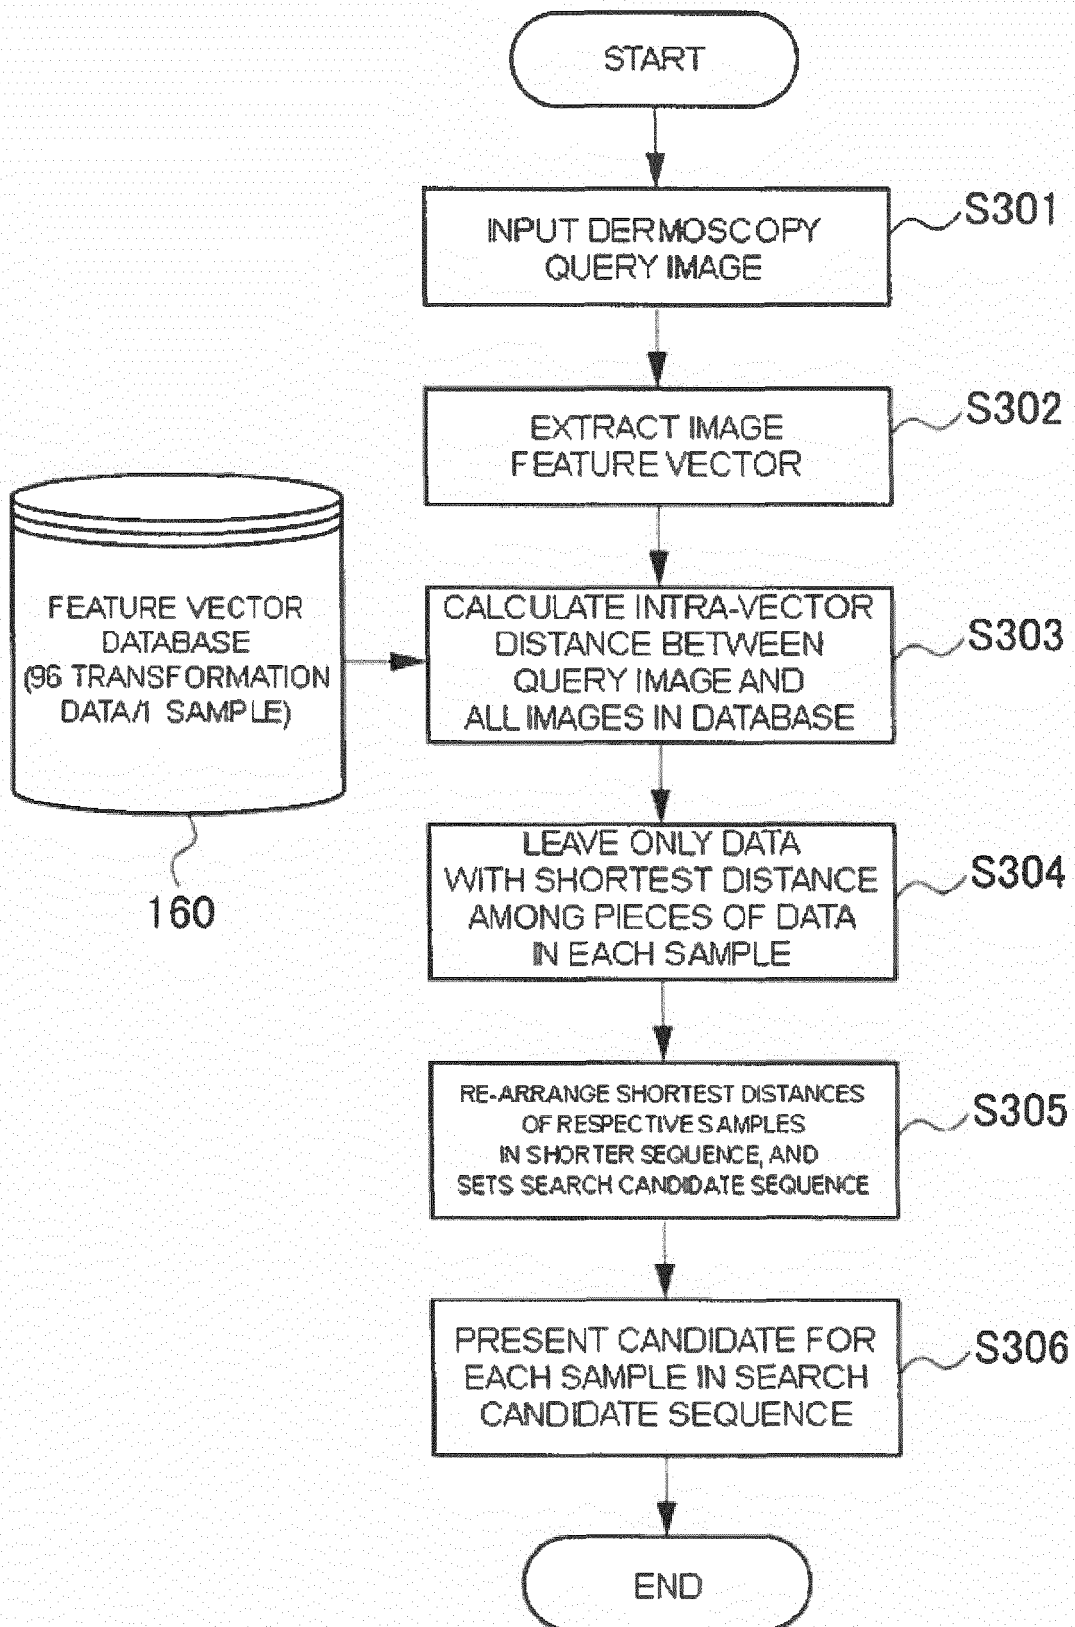 START
INPUT DERMOSCOPY
QUERY IMAGE
S301
EXTRACT IMAGE
FEATURE VECTOR
S302
FEATURE VECTOR
DATABASE
(96 TRANSFORMATION
DATA/1 SAMPLE)
160
CALCULATE INTRA-VECTOR
DISTANCE BETWEEN
QUERY IMAGE AND
ALL IMAGES IN DATABASE
S303
LEAVE ONLY DATA
WITH SHORTEST DISTANCE
AMONG PIECES OF DATA
IN EACH SAMPLE
S304
RE-ARRANGE SHORTEST DISTANCES
OF RESPECTIVE SAMPLES
IN SHORTER SEQUENCE, AND
SETS SEARCH CANDIDATE SEQUENCE
S305
PRESENT CANDIDATE FOR
EACH SAMPLE IN SEARCH
CANDIDATE SEQUENCE
S306
END